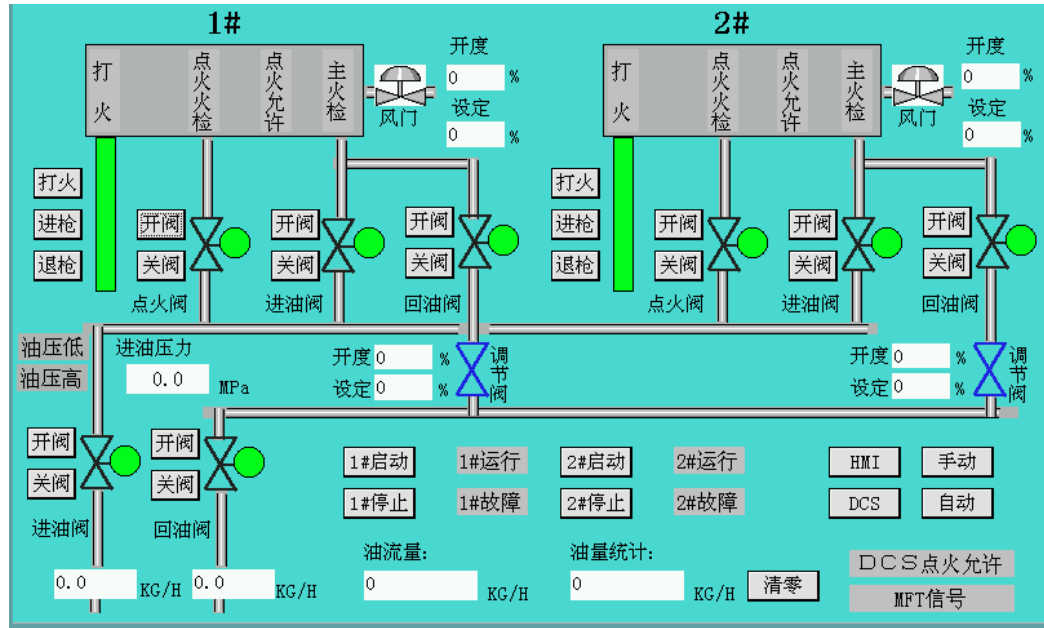 1#
2#
打火
点火火检
点火允许
主火检
风门
开度
0 %
设定
0 %
打火
点火火检
点火允许
主火检
风门
开度
0 %
设定
0 %
打火
进枪
退枪
开阀
关阀
点火阀
开阀
关阀
进油阀
开阀
关阀
回油阀
打火
进枪
退枪
开阀
关阀
点火阀
开阀
关阀
进油阀
开阀
关阀
回油阀
油压低
油压高
进油压力
0.0 MPa
开度 0 %
设定 0 %
调节阀
开度 0 %
设定 0 %
调节阀
开阀
关阀
进油阀
开阀
关阀
回油阀
1#启动 1#运行 2#启动 2#运行 HMI 手动
1#停止 1#故障 2#停止 2#故障 DCS 自动
油流量:
0 KG/H
油量统计:
0 KG/H
清零
0.0 KG/H
0.0 KG/H
DCS点火允许
MFT信号